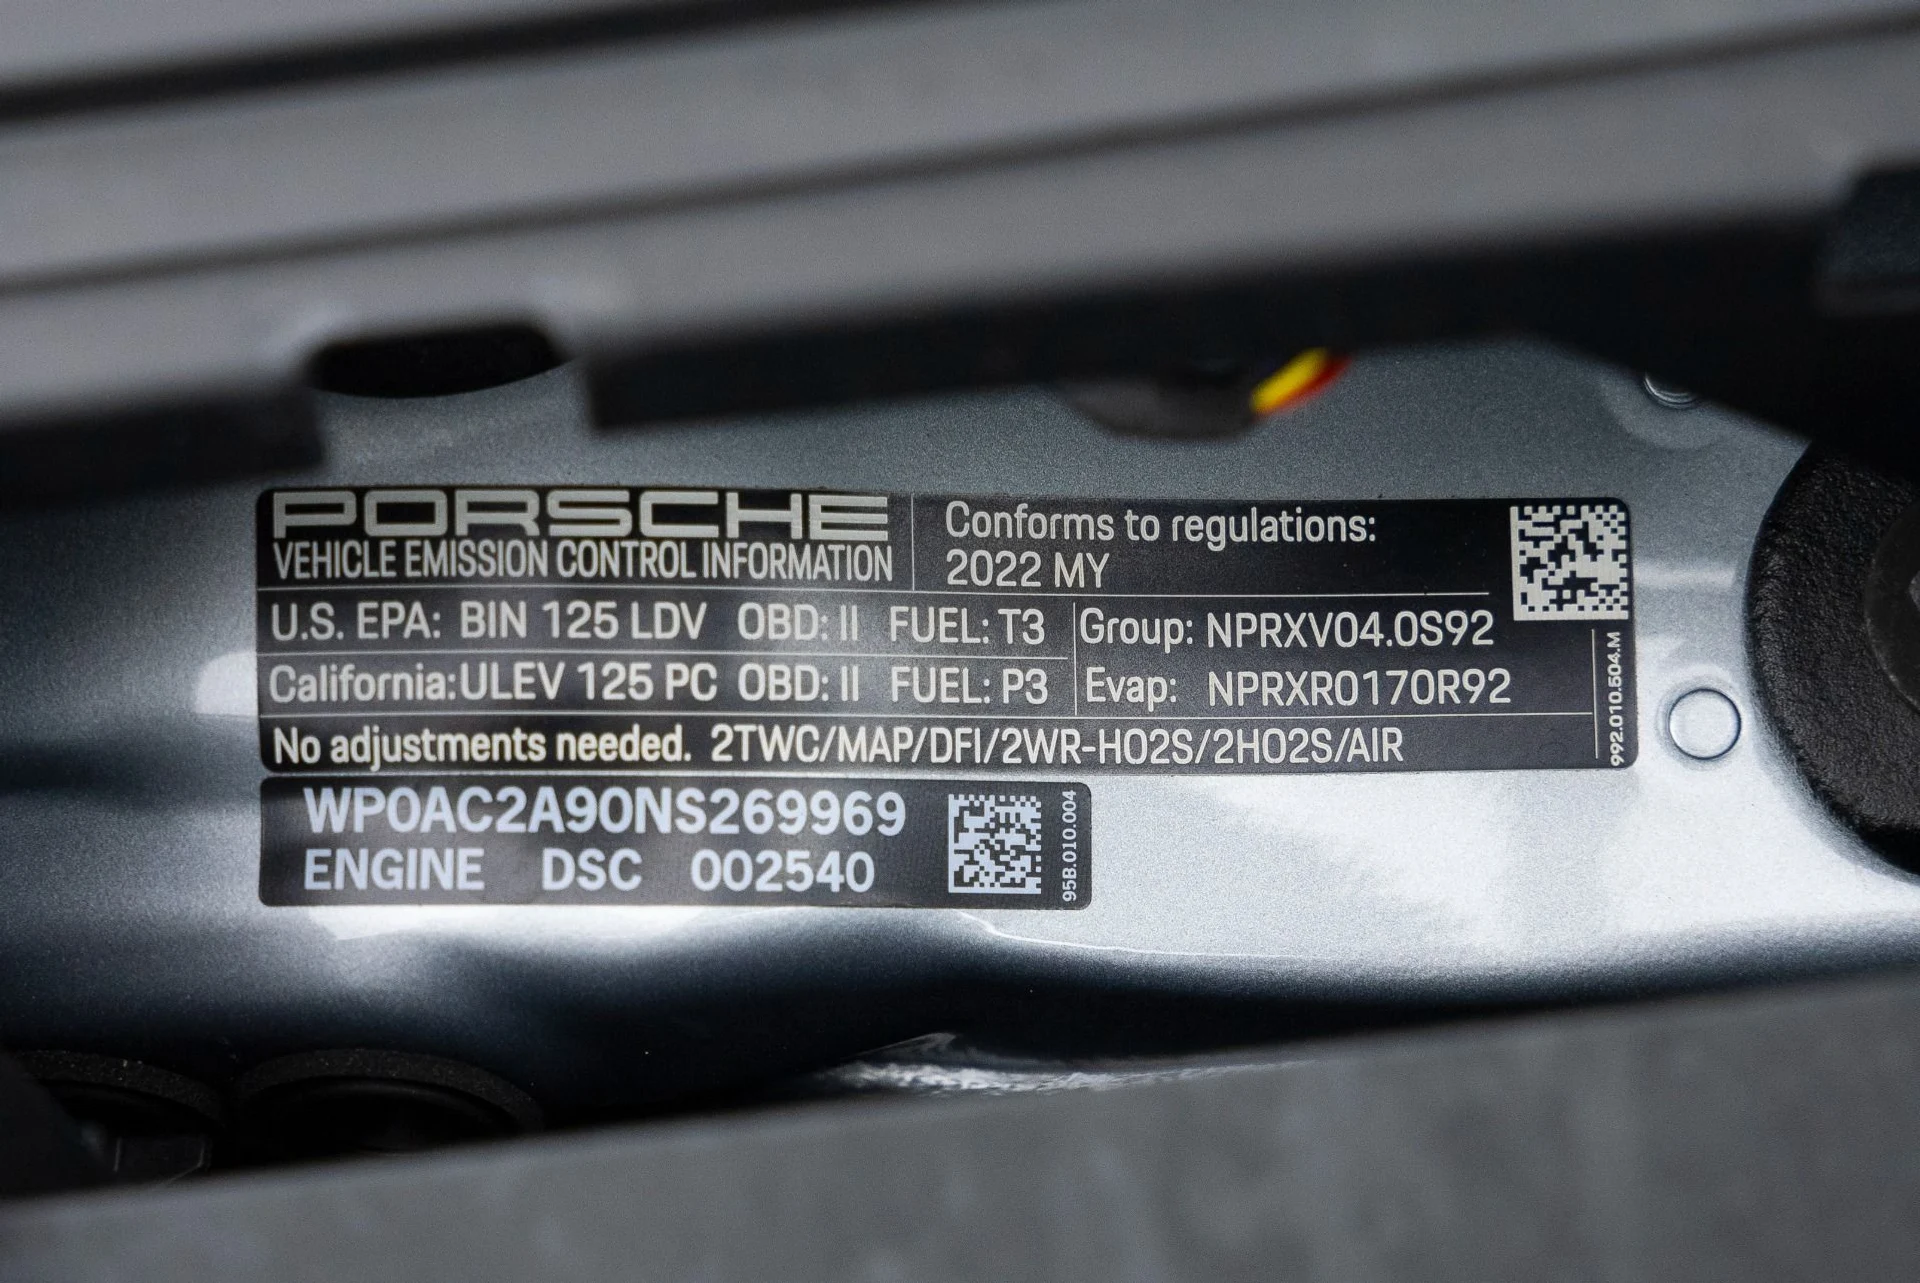 PORSCHE
VEHICLE EMISSION CONTROL INFORMATION
Conforms to regulations:
2022 MY
U.S. EPA: BIN 125 LDV OBD: II FUEL: T3
California: ULEV 125 PC OBD: II FUEL: P3
Group: NPRXV04.0S92
Evap: NPRXR0170R92
No adjustments needed. 2TWC/MAP/DFI/2WR-HO2S/2HO2S/AIR
992.010.504.M
WP0AC2A90NS269969
ENGINE DSC 002540
95B.010.004